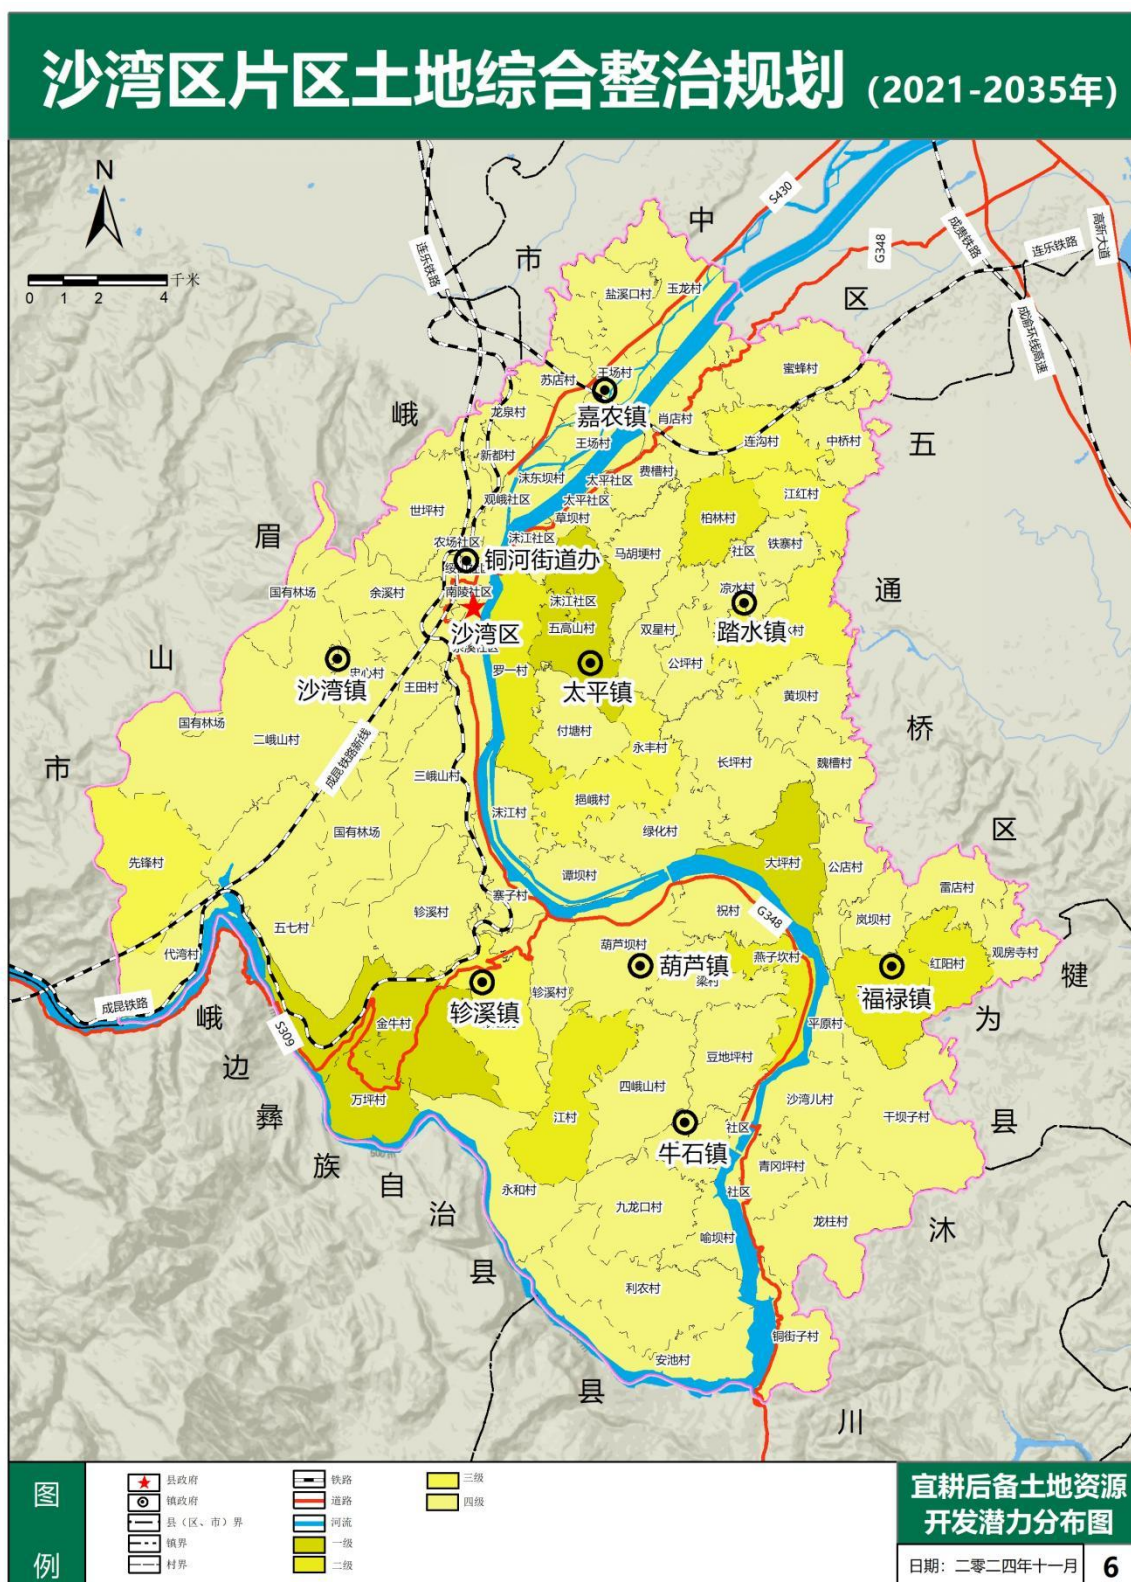 沙湾区片区土地综合整治规划（2021-2035年）
N
千米
0 1 2 4
市
中
区
峨
眉
山
市
五
通
桥
区
犍
为
县
沐
川
县
峨
边
彝
族
自
治
县
S430
G348
连乐铁路
成贵铁路
连乐铁路
高新大道
成渝环线高速
盐溪口村
玉龙村
王场村
苏店村
嘉农镇
龙泉村
肖店村
王场村
蜜蜂村
连沟村
中桥村
新都村
沫东坝村
太平社区
费槽村
观峨社区
太平社区
草坝村
世坪村
江红村
柏林村
农场社区
沫江社区
铜河街道办
马胡埂村
社区
铁寨村
国有林场
余溪村
南陵社区
沫江社区
凉水村
沙湾区
五高山村
双星村
踏水镇
罗一村
太平镇
公坪村
忠心村
沙湾镇
王田村
黄坝村
国有林场
二峨山村
成昆铁路新线
付塘村
永丰村
长坪村
魏槽村
三峨山村
挹峨村
沫江村
绿化村
国有林场
先锋村
谭坝村
大坪村
公店村
雷店村
寨子村
轸溪村
祝村
G348
岚坝村
五七村
代湾村
葫芦坝村
燕子坎村
观房寺村
葫芦镇
梁村
红阳村
福禄镇
轸溪镇
轸溪村
成昆铁路
S309
金牛村
平原村
豆地坪村
四峨山村
沙湾儿村
万坪村
江村
干坝子村
牛石镇
社区
青冈坪村
永和村
社区
九龙口村
龙柱村
喻坝村
利农村
铜街子村
安池村
图
例
县政府
镇政府
县（区、市）界
镇界
村界
铁路
道路
河流
一级
二级
三级
四级
宜耕后备土地资源
开发潜力分布图
日期：二零二四年十一月
6